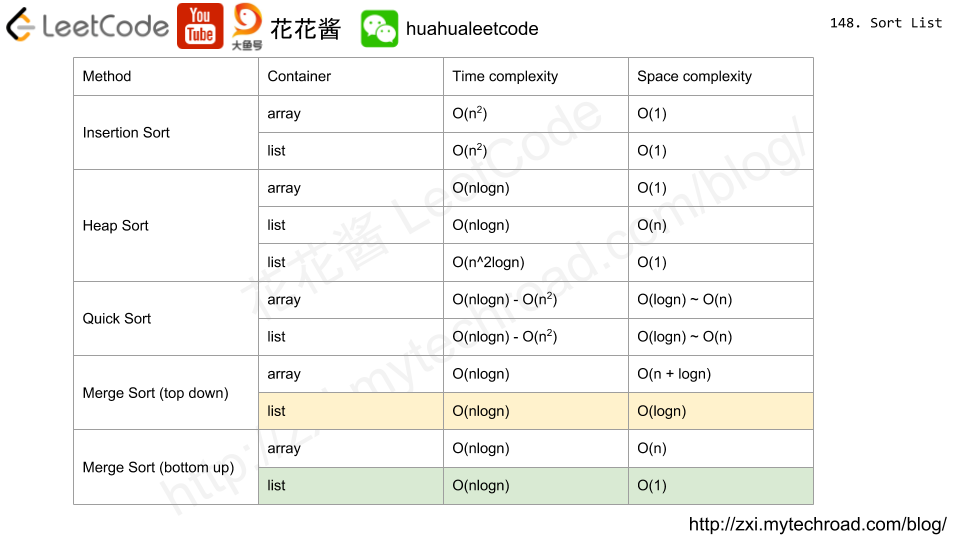 LeetCode You Tube 大鱼号 花花酱 huahualeetcode 148. Sort List
Method Container Time complexity Space complexity
Insertion Sort array O(n²) O(1)
list O(n²) O(1)
Heap Sort array O(nlogn) O(1)
list O(nlogn) O(n)
list O(n^2logn) O(1)
Quick Sort array O(nlogn) - O(n²) O(logn) ~ O(n)
list O(nlogn) - O(n²) O(logn) ~ O(n)
Merge Sort (top down) array O(nlogn) O(n + logn)
list O(nlogn) O(logn)
Merge Sort (bottom up) array O(nlogn) O(n)
list O(nlogn) O(1)
花花酱 LeetCode
http://zxi.mytechroad.com/blog/
http://zxi.mytechroad.com/blog/